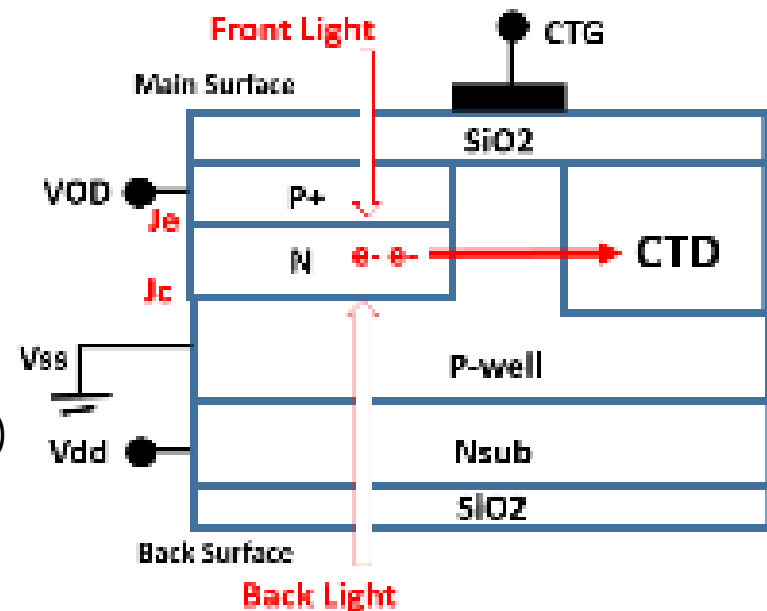 Front Light
CTG
Main Surface
SiO2
VOD
P+
Je
N
e- e-
CTD
Jc
Vss
P-well
)
Vdd
Nsub
SiO2
Back Surface
Back Light